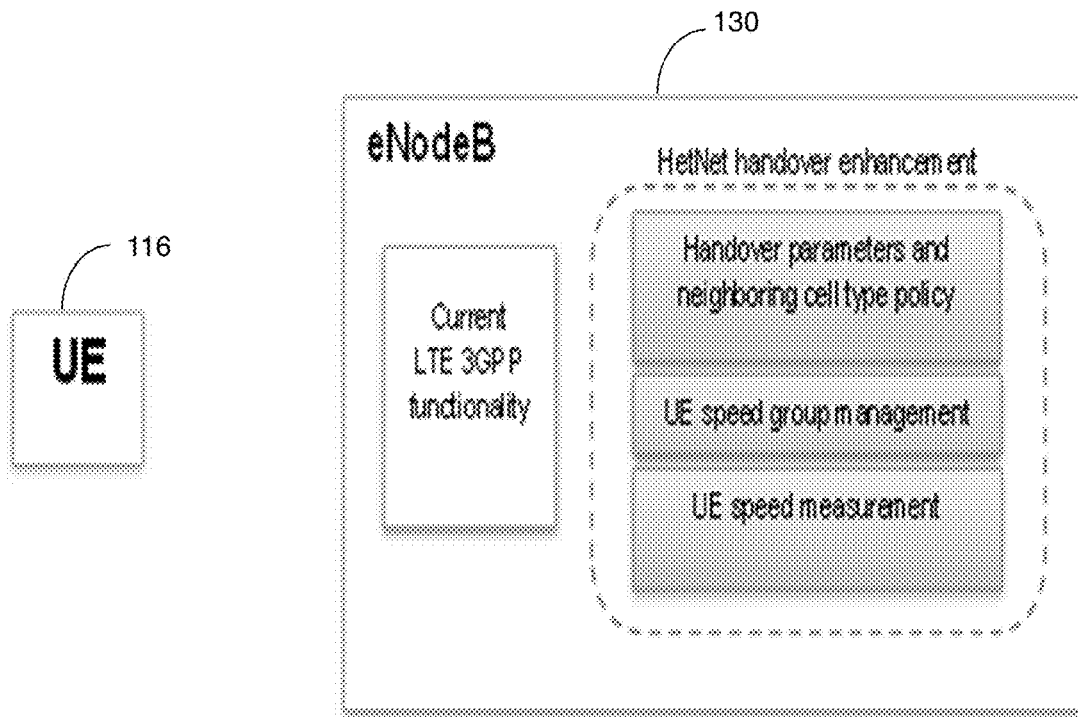 130
eNodeB
HetNet handover enhancement
116
Handover parameters and
neighboring cell type policy
Current
LTE 3GPP
functionality
UE
UE speed group management
UE speed measurement